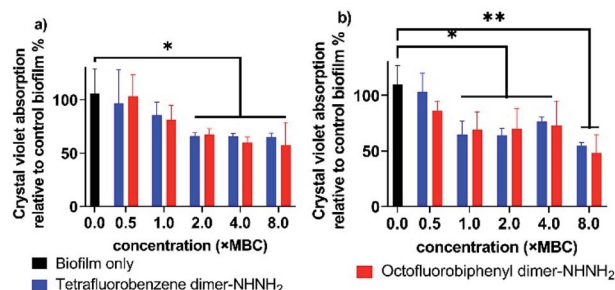 a)
*
Crystal violet absorption
relative to control biofilm %
100
50
0
0.0 0.5 1.0 2.0 4.0 8.0
concentration (×MBC)
b)
**
*
Crystal violet absorption
relative to control biofilm %
100
50
0
0.0 0.5 1.0 2.0 4.0 8.0
concentration (×MBC)
Biofilm only
Tetrafluorobenzene dimer-NHNH₂
Octofluorobiphenyl dimer-NHNH₂